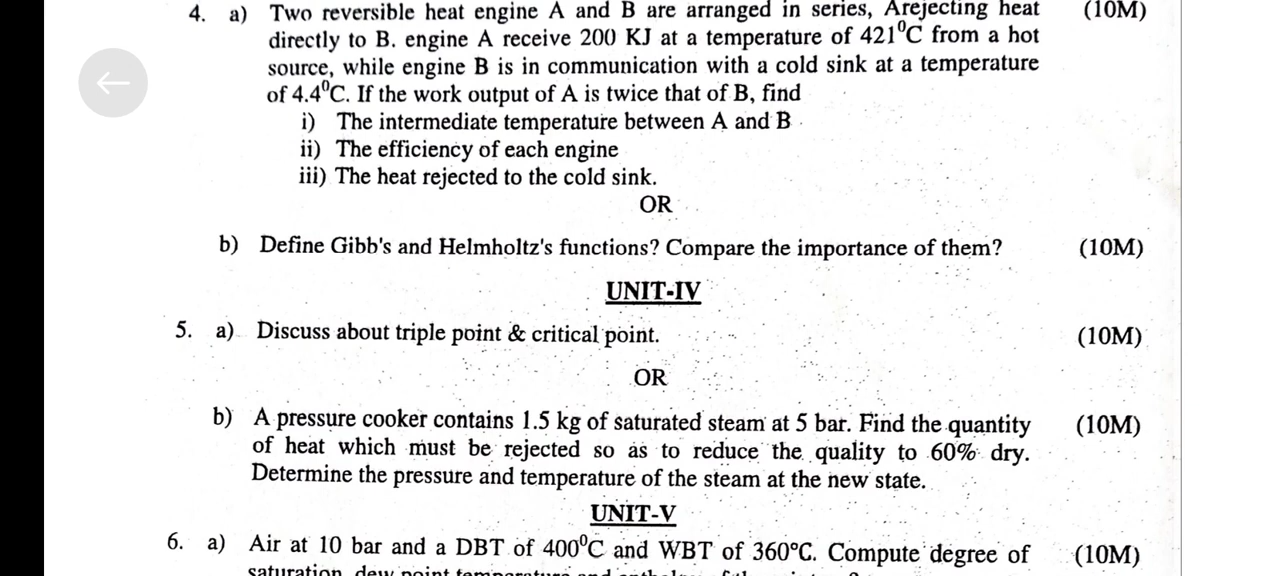 4. a) Two reversible heat engine A and B are arranged in series, Arejecting heat (10M)
directly to B. engine A receive 200 KJ at a temperature of 421⁰C from a hot
source, while engine B is in communication with a cold sink at a temperature
of 4.4⁰C. If the work output of A is twice that of B, find
i) The intermediate temperature between A and B
ii) The efficiency of each engine
iii) The heat rejected to the cold sink.
OR
b) Define Gibb's and Helmholtz's functions? Compare the importance of them? (10M)
UNIT-IV
5. a) Discuss about triple point & critical point. (10M)
OR
b) A pressure cooker contains 1.5 kg of saturated steam at 5 bar. Find the quantity (10M)
of heat which must be rejected so as to reduce the quality to 60% dry.
Determine the pressure and temperature of the steam at the new state.
UNIT-V
6. a) Air at 10 bar and a DBT of 400⁰C and WBT of 360°C. Compute degree of (10M)
saturation, dew point temperature and